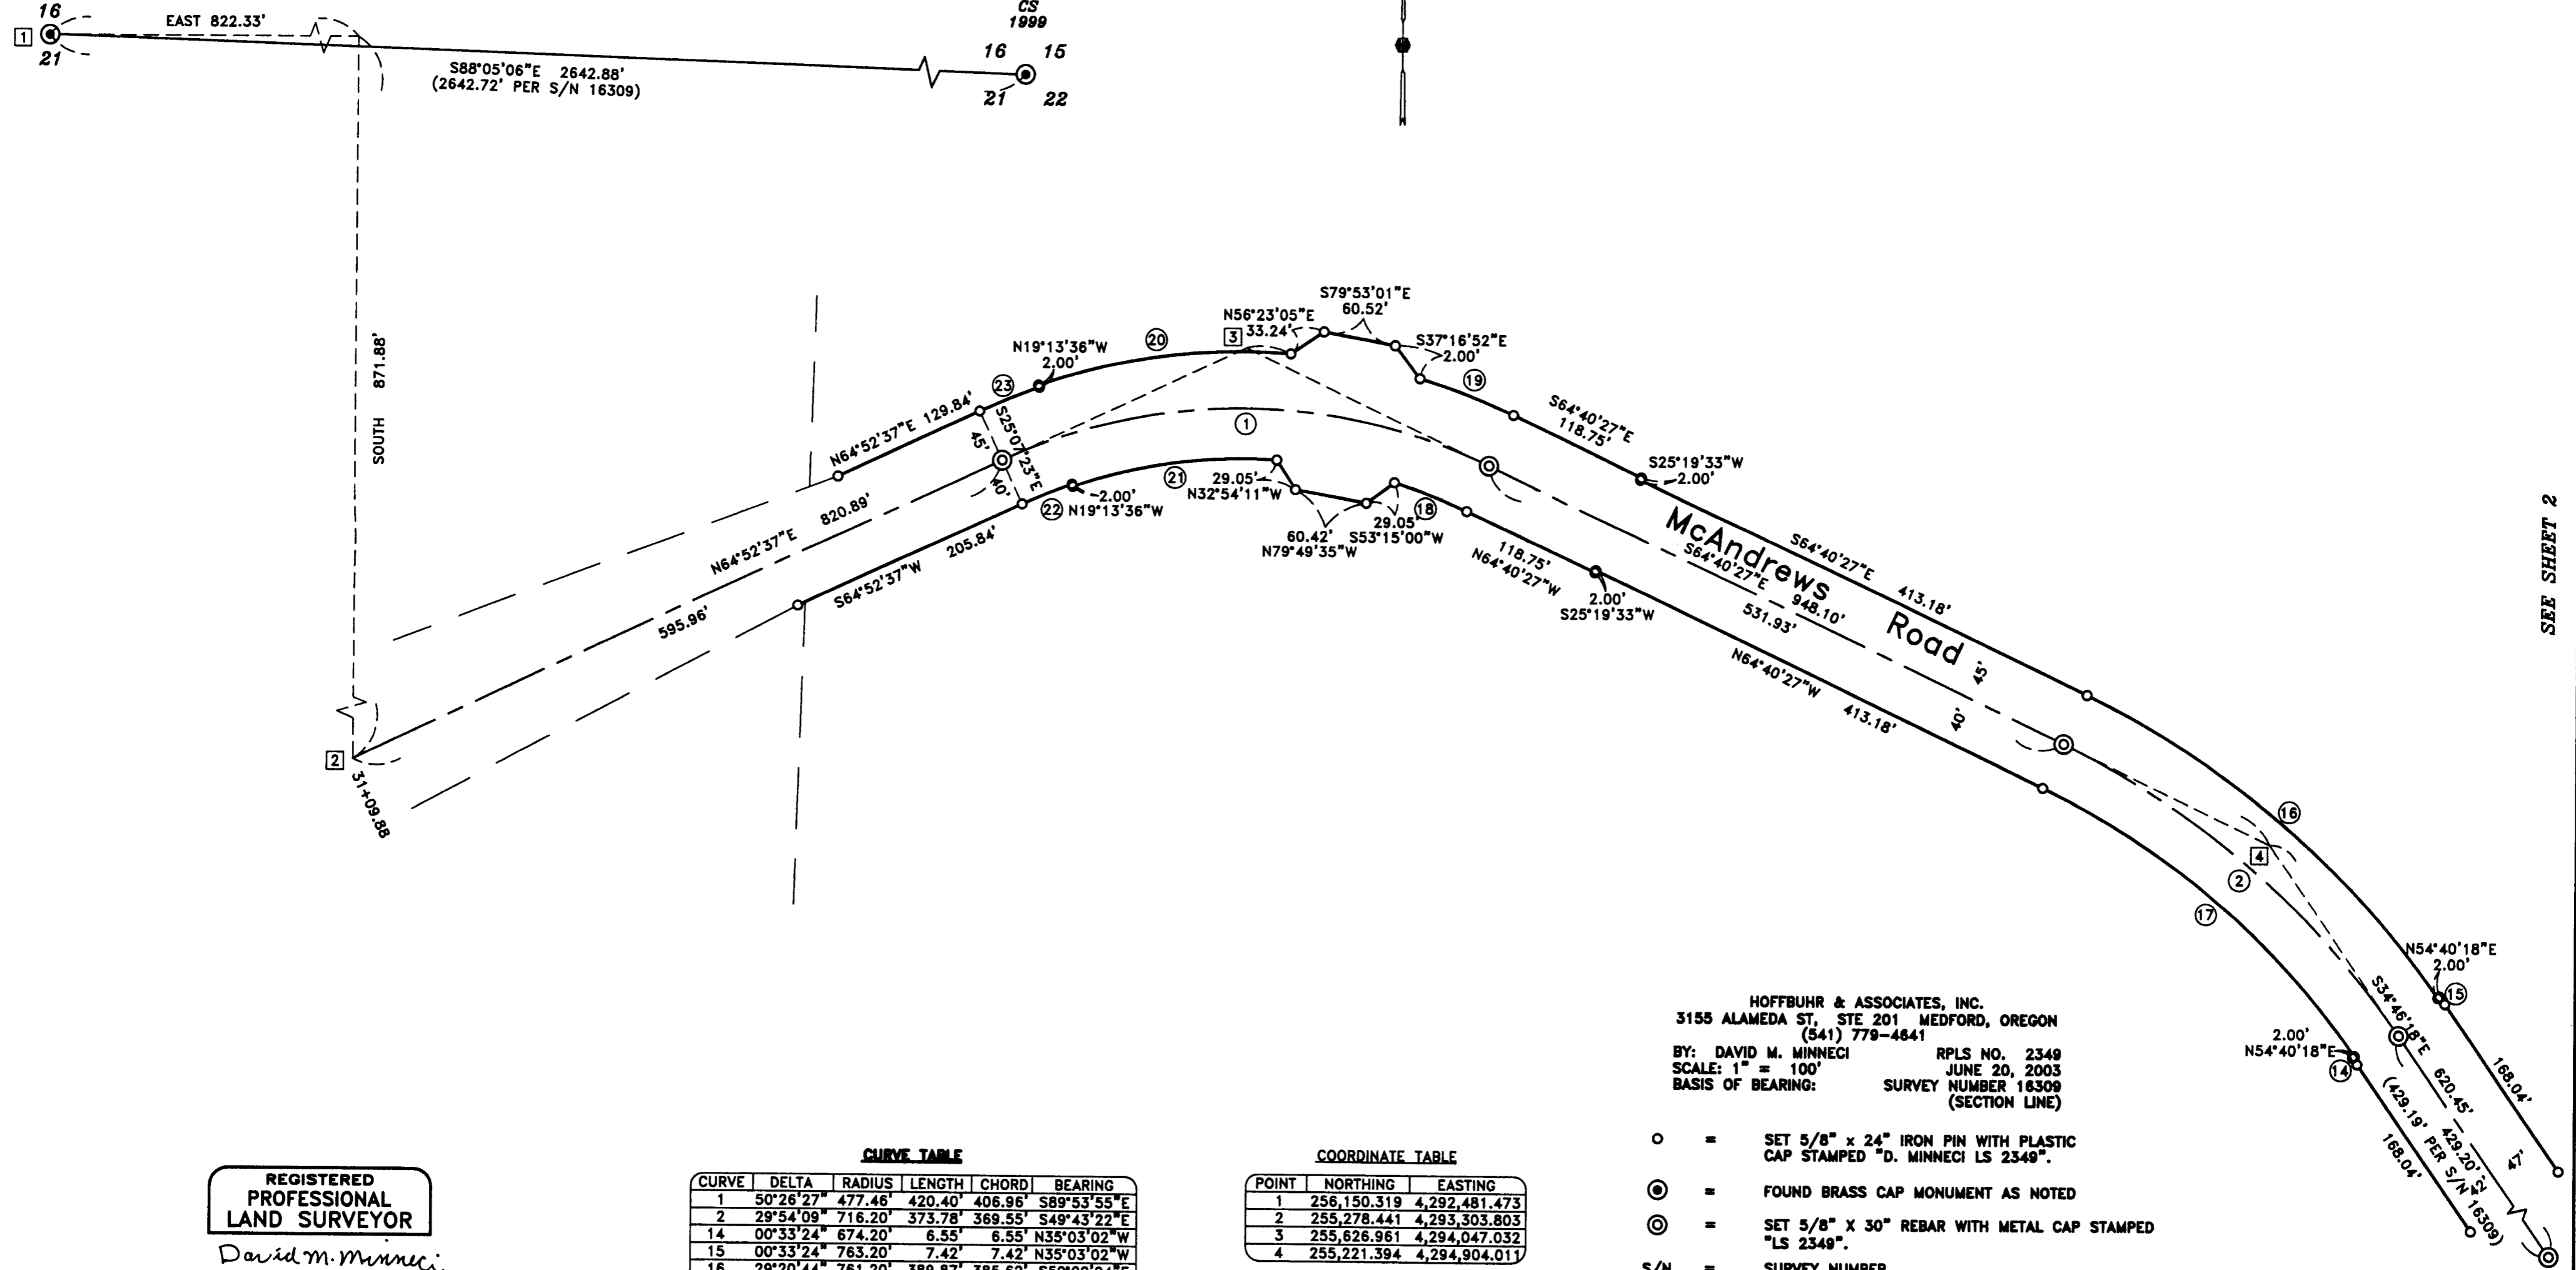 16
1
21
EAST 822.33'
S88°05'06"E 2642.88'
(2642.72' PER S/N 16309)
CS
1999
16 15
21 22
SOUTH 871.88'
2
31+09.88
N64°52'37"E 129.84'
N64°52'37"E 820.89'
595.96'
S64°52'37"W 205.84'
23
N19°13'36"W
2.00'
20
3
N56°23'05"E
33.24'
S79°53'01"E
60.52'
S37°16'52"E
2.00'
19
S64°40'27"E
118.75'
S25°19'33"W
2.00'
S25°07'23"E
45'
40'
1
22
2.00'
N19°13'36"W
21
29.05'
N32°54'11"W
60.42'
N79°49'35"W
29.05'
S53°15'00"W
18
118.75'
N64°40'27"W
2.00'
S25°19'33"W
McAndrews Road
S64°40'27"E 413.18'
S64°40'27"E 948.10'
531.93'
45'
40'
N64°40'27"W 413.18'
SEE SHEET 2
16
4
2
17
N54°40'18"E
2.00'
15
2.00'
N54°40'18"E
14
S34°46'18"E 620.45'
429.20'
(429.19' PER S/N 16309)
168.04'
168.04'
47'
42'
HOFFBUHR & ASSOCIATES, INC.
3155 ALAMEDA ST, STE 201 MEDFORD, OREGON
(541) 779-4641
BY: DAVID M. MINNECI RPLS NO. 2349
SCALE: 1" = 100' JUNE 20, 2003
BASIS OF BEARING: SURVEY NUMBER 16309
(SECTION LINE)
= SET 5/8" x 24" IRON PIN WITH PLASTIC
CAP STAMPED "D. MINNECI LS 2349".
= FOUND BRASS CAP MONUMENT AS NOTED
= SET 5/8" X 30" REBAR WITH METAL CAP STAMPED
"LS 2349".
S/N = SURVEY NUMBER
REGISTERED
PROFESSIONAL
LAND SURVEYOR
David M. Minneci
CURVE TABLE
CURVE DELTA RADIUS LENGTH CHORD BEARING
1 50°26'27" 477.46' 420.40' 406.96' S89°53'55"E
2 29°54'09" 716.20' 373.78' 369.55' S49°43'22"E
14 00°33'24" 674.20' 6.55' 6.55' N35°03'02"W
15 00°33'24" 763.20' 7.42' 7.42' N35°03'02"W
16 29°20'44" 761.20' 389.87' 385.62'
COORDINATE TABLE
POINT NORTHING EASTING
1 256,150.319 4,292,481.473
2 255,278.441 4,293,303.803
3 255,626.961 4,294,047.032
4 255,221.394 4,294,904.011